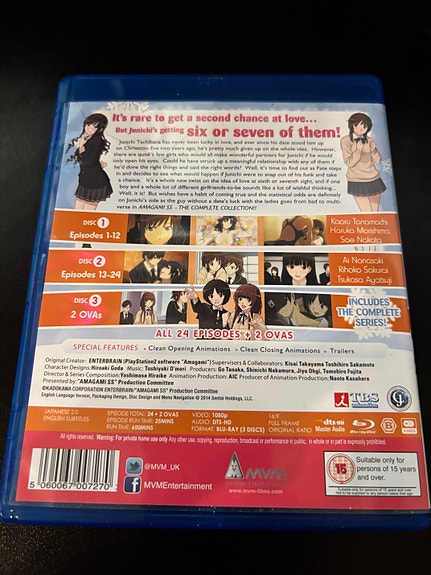 It's rare to get a second chance at love...
But Junichi's getting six or seven of them!
Junichi Tachibana has never been lucky in love, and ever since his date stood him up
on Christmas Eve two years ago, he's pretty much given up on the whole idea. However,
there are quite a few girls who would all make wonderful partners for Junichi if he would
only open his eyes. Could he have struck up a meaningful relationship with any of them if
he'd done the right things and said the right words? Well, it's time to find out as Fate steps
in and decides to see what would happen if Junichi were to snap out of his funk and take
a chance. It's a whole new twist on the idea of love at sixth or seventh sight, and if one
boy and a whole lot of different girlfriends-to-be sounds like a lot of wishful thinking...
Well, it is! But wishes have a habit of coming true and the statistical odds are definitely
on Junichi's side as the guy without a date's luck with the ladies goes from bad to multi-
verse in AMAGAMI SS - THE COMPLETE COLLECTION!
DISC 1
Episodes 1-12
Kaoru Tanamachi
Haruka Morishima
Sae Nakata
DISC 2
Episodes 13-24
Ai Nanasaki
Rihoko Sakurai
Tsukasa Ayatsuji
DISC 3
2 OVAs
INCLUDES
THE COMPLETE
SERIES!
ALL 24 EPISODES + 2 OVAS
SPECIAL FEATURES + Clean Opening Animations + Clean Closing Animations + Trailers
Original Creator: ENTERBRAIN (PlayStation2 software "Amagami") Supervisors & Collaborators: Kisai Takayama Toshihiro Sakamoto
Character Designs: Hiroaki Goda Music: Toshiyuki O'mori Producers: Go Tanaka, Shinichi Nakamura, Jiyu Ohgi, Tomohiro Fujita
Director & Series Composition: Yoshimasa Hiraike Animation Production: AIC Producer of Animation Production: Naoto Kasahara
Presented by: "AMAGAMI SS" Production Committee
©KADOKAWA CORPORATION ENTERBRAIN/"AMAGAMI SS" Production Committee
English Language Version, Packaging Design, Disc Design and Menu Navigation © 2014 Sentai Holdings, LLC.
TBS
JAPANESE 2.0
ENGLISH SUBTITLES
EPISODE TOTAL: 24 + 2 OVAS
EPISODE RUN TIME: 25MINS
RUN TIME: 650MINS
VIDEO: 1080p
AUDIO: DTS-HD
FORMAT: BLU-RAY (3 DISCS)
16:9
FULL FRAME
ORIGINAL RATIO
dts-HD
Master Audio
Blu-ray Disc
B
All rights reserved. Warning: For private home use only Any other use, copying, reproduction, broadcast or performance in public, in whole or in part is expressly prohibited.
5 060067 007270
@MVM_UK
MVMEntertainment
MVM
www.mvm-films.com
15
Suitable only for
persons of 15 years
and over.